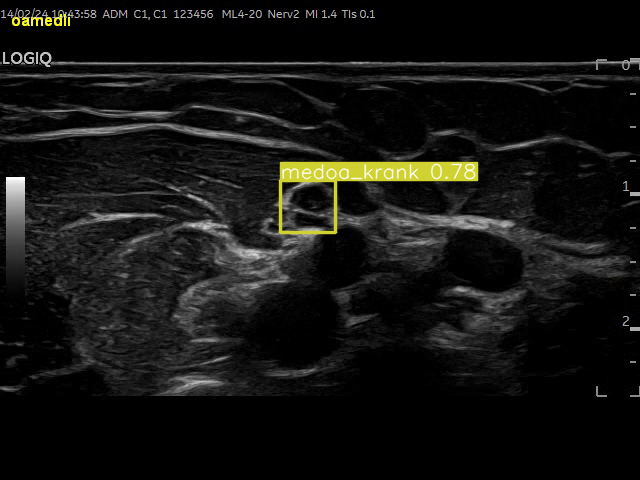 14/02/24 10:43:58 ADM C1, C1 123456 ML4-20 Nerv2 MI 1.4 TIs 0.1
oamedii
LOGIQ
0
medoa_krank 0.78
1
2